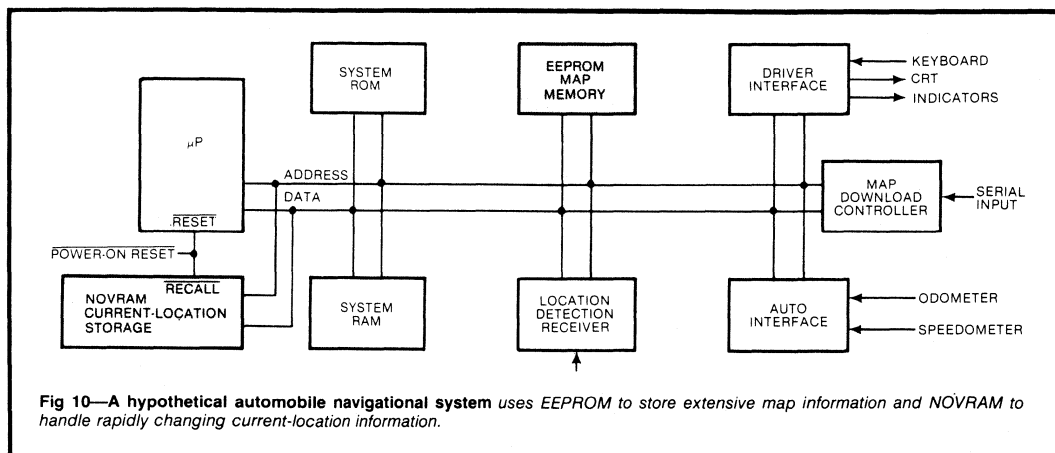 SYSTEM
ROM
EEPROM
MAP
MEMORY
DRIVER
INTERFACE
KEYBOARD
CRT
INDICATORS
μP
ADDRESS
DATA
RESET
MAP
DOWNLOAD
CONTROLLER
SERIAL
INPUT
POWER-ON RESET
RECALL
NOVRAM
CURRENT-LOCATION
STORAGE
SYSTEM
RAM
LOCATION
DETECTION
RECEIVER
AUTO
INTERFACE
ODOMETER
SPEEDOMETER
Fig 10—A hypothetical automobile navigational system uses EEPROM to store extensive map information and NOVRAM to
handle rapidly changing current-location information.